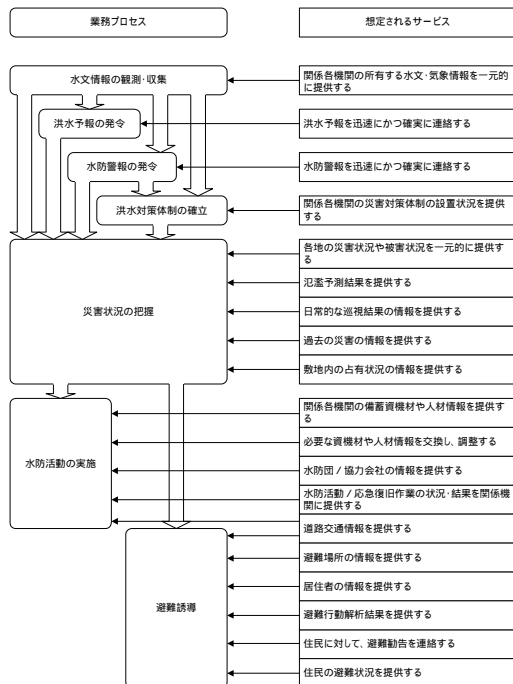 業務プロセス
想定されるサービス
水文情報の観測・収集
関係各機関の所有する水文・気象情報を一元的
に提供する
洪水予報の発令
洪水予報を迅速にかつ確実に連絡する
水防警報の発令
水防警報を迅速にかつ確実に連絡する
洪水対策体制の確立
関係各機関の災害対策体制の設置状況を提供
する
災害状況の把握
各地の災害状況や被害状況を一元的に提供す
る
氾濫予測結果を提供する
日常的な巡視結果の情報を提供する
過去の災害の情報を提供する
敷地内の占有状況の情報を提供する
水防活動の実施
関係各機関の備蓄資機材や人材情報を提供す
る
必要な資機材や人材情報を交換し、調整する
水防団 / 協力会社の情報を提供する
水防活動 / 応急復旧作業の状況・結果を関係機
関に提供する
道路交通情報を提供する
避難誘導
避難場所の情報を提供する
居住者の情報を提供する
避難行動解析結果を提供する
住民に対して、避難勧告を連絡する
住民の避難状況を提供する